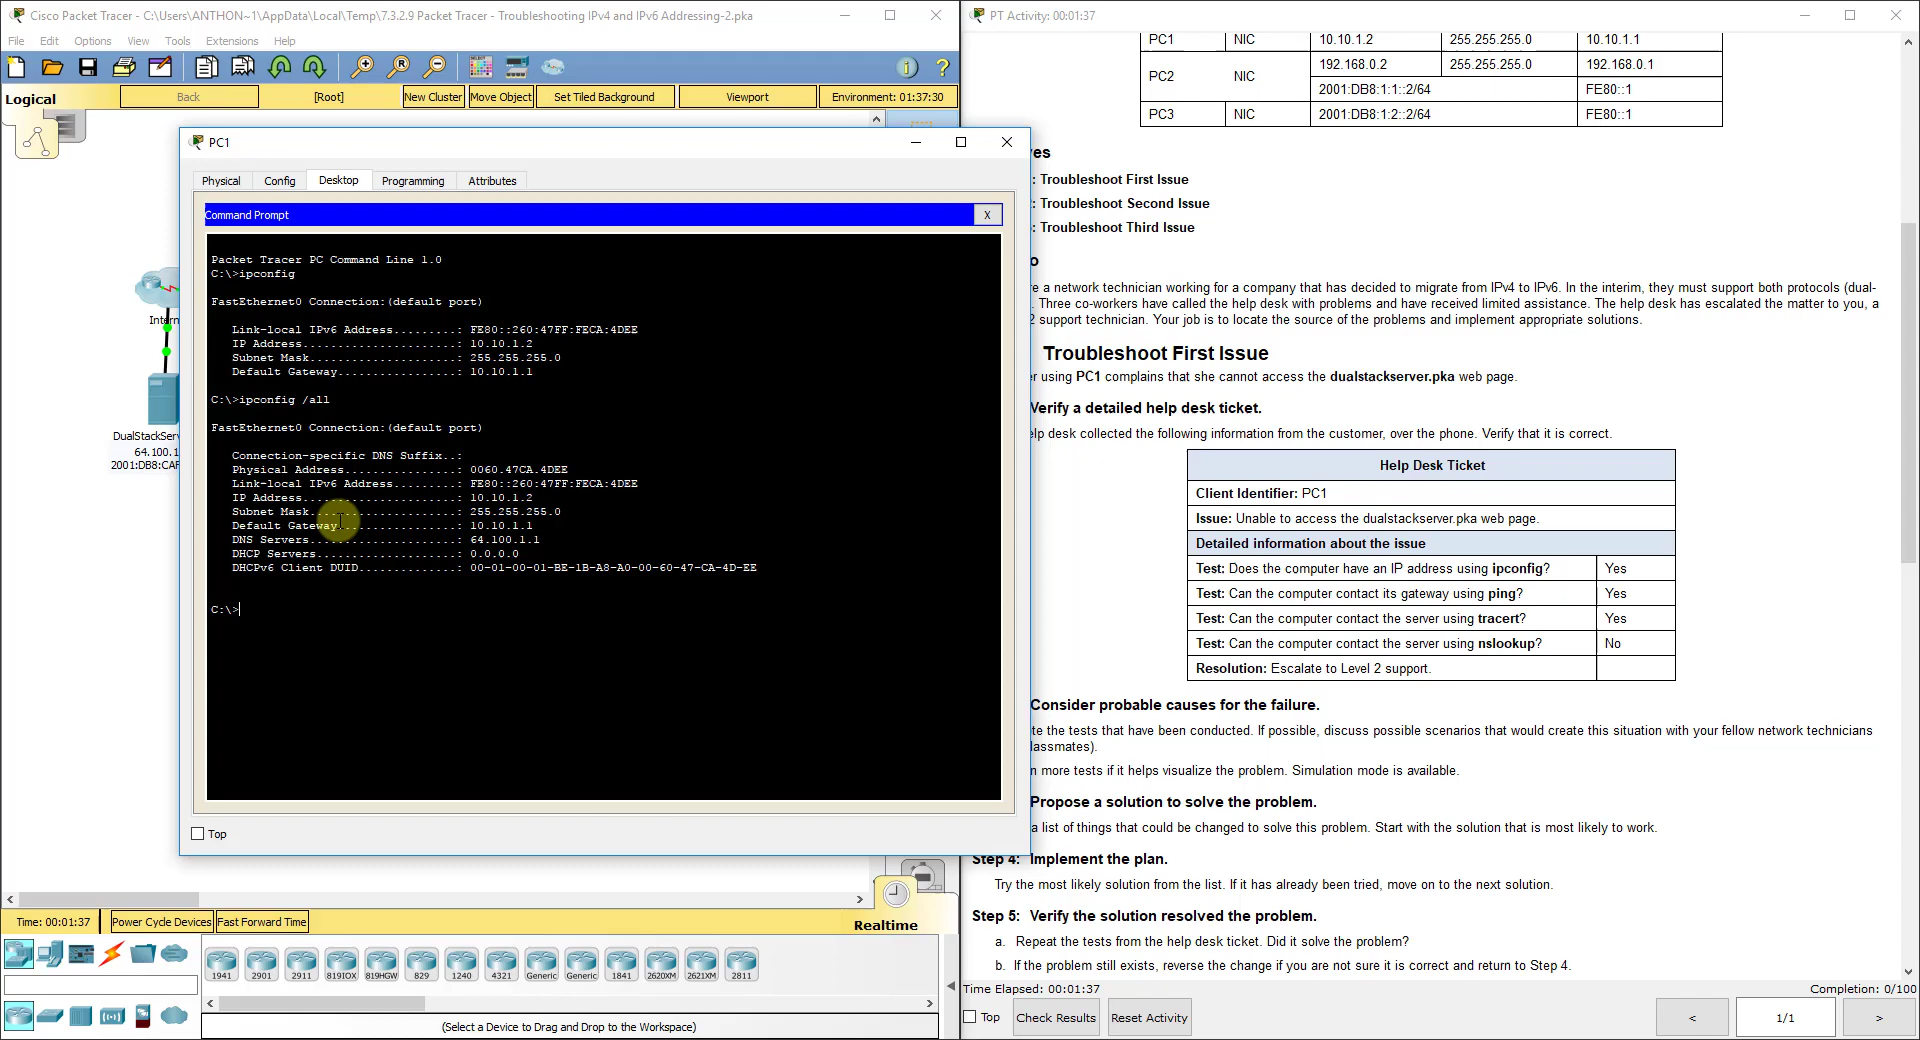 Cisco Packet Tracer - C:\Users\ANTHON~1\AppData\Local\Temp\7.3.2.9 Packet Tracer - Troubleshooting IPv4 and IPv6 Addressing-2.pka
File Edit Options View Tools Extensions Help
Logical
Back
[Root]
New Cluster
Move Object
Set Tiled Background
Viewport
Environment: 01:37:30
Intern
DualStackServ
64.100.1
2001:DB8:CAF
PC1
Physical Config Desktop Programming Attributes
Command Prompt
X
Packet Tracer PC Command Line 1.0
C:\>ipconfig
FastEthernet0 Connection:(default port)
Link-local IPv6 Address.........: FE80::260:47FF:FECA:4DEE
IP Address......................: 10.10.1.2
Subnet Mask.....................: 255.255.255.0
Default Gateway.................: 10.10.1.1
C:\>ipconfig /all
FastEthernet0 Connection:(default port)
Connection-specific DNS Suffix..:
Physical Address................: 0060.47CA.4DEE
Link-local IPv6 Address.........: FE80::260:47FF:FECA:4DEE
IP Address......................: 10.10.1.2
Subnet Mask.....................: 255.255.255.0
Default Gateway.................: 10.10.1.1
DNS Servers.....................: 64.100.1.1
DHCP Servers....................: 0.0.0.0
DHCPv6 Client DUID..............: 00-01-00-01-BE-1B-A8-A0-00-60-47-CA-4D-EE
C:\>
Top
Time: 00:01:37
Power Cycle Devices
Fast Forward Time
Realtime
1941 2901 2911 819IOX 819HGW 829 1240 4321 Generic Generic 1841 2620XM 2621XM 2811
(Select a Device to Drag and Drop to the Workspace)
PT Activity: 00:01:37
PC1 NIC 10.10.1.2 255.255.255.0 10.10.1.1
PC2 NIC 192.168.0.2 255.255.255.0 192.168.0.1
2001:DB8:1:1::2/64 FE80::1
PC3 NIC 2001:DB8:1:2::2/64 FE80::1
ves
: Troubleshoot First Issue
: Troubleshoot Second Issue
: Troubleshoot Third Issue
o
e a network technician working for a company that has decided to migrate from IPv4 to IPv6. In the interim, they must support both protocols (dual-
. Three co-workers have called the help desk with problems and have received limited assistance. The help desk has escalated the matter to you, a
2 support technician. Your job is to locate the source of the problems and implement appropriate solutions.
Troubleshoot First Issue
er using PC1 complains that she cannot access the dualstackserver.pka web page.
Verify a detailed help desk ticket.
elp desk collected the following information from the customer, over the phone. Verify that it is correct.
Help Desk Ticket
Client Identifier: PC1
Issue: Unable to access the dualstackserver.pka web page.
Detailed information about the issue
Test: Does the computer have an IP address using ipconfig? Yes
Test: Can the computer contact its gateway using ping? Yes
Test: Can the computer contact the server using tracert? Yes
Test: Can the computer contact the server using nslookup? No
Resolution: Escalate to Level 2 support.
Consider probable causes for the failure.
te the tests that have been conducted. If possible, discuss possible scenarios that would create this situation with your fellow network technicians
lassmates).
n more tests if it helps visualize the problem. Simulation mode is available.
Propose a solution to solve the problem.
a list of things that could be changed to solve this problem. Start with the solution that is most likely to work.
Step 4: Implement the plan.
Try the most likely solution from the list. If it has already been tried, move on to the next solution.
Step 5: Verify the solution resolved the problem.
a. Repeat the tests from the help desk ticket. Did it solve the problem?
b. If the problem still exists, reverse the change if you are not sure it is correct and return to Step 4.
Time Elapsed: 00:01:37
Completion: 0/100
Top
Check Results
Reset Activity
<
1/1
>